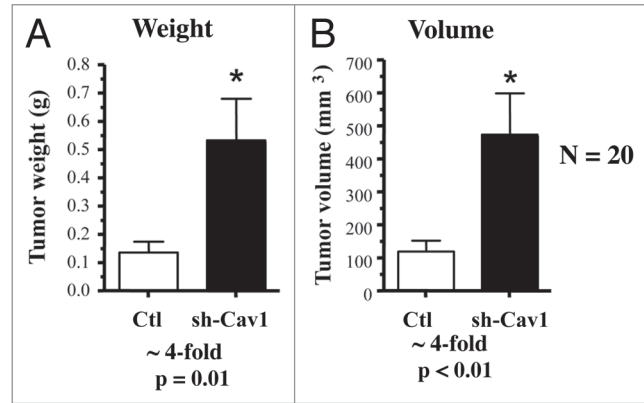 A
Weight
Tumor weight (g)
0.8
0.7
0.6
0.5
0.4
0.3
0.2
0.1
0.0
*
Ctl sh-Cav1
~ 4-fold
p = 0.01
B
Volume
Tumor volume (mm ³)
700
600
500
400
300
200
100
0
*
N = 20
Ctl sh-Cav1
~ 4-fold
p < 0.01